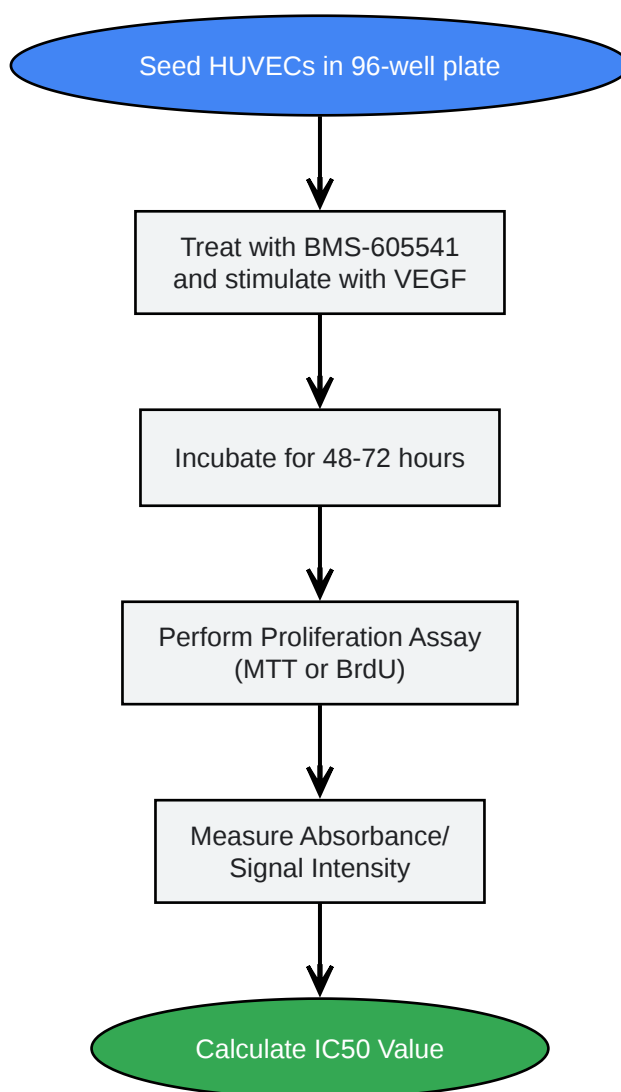 Seed HUVECs in 96-well plate
Treat with BMS-605541
and stimulate with VEGF
Incubate for 48-72 hours
Perform Proliferation Assay
(MTT or BrdU)
Measure Absorbance/
Signal Intensity
Calculate IC50 Value